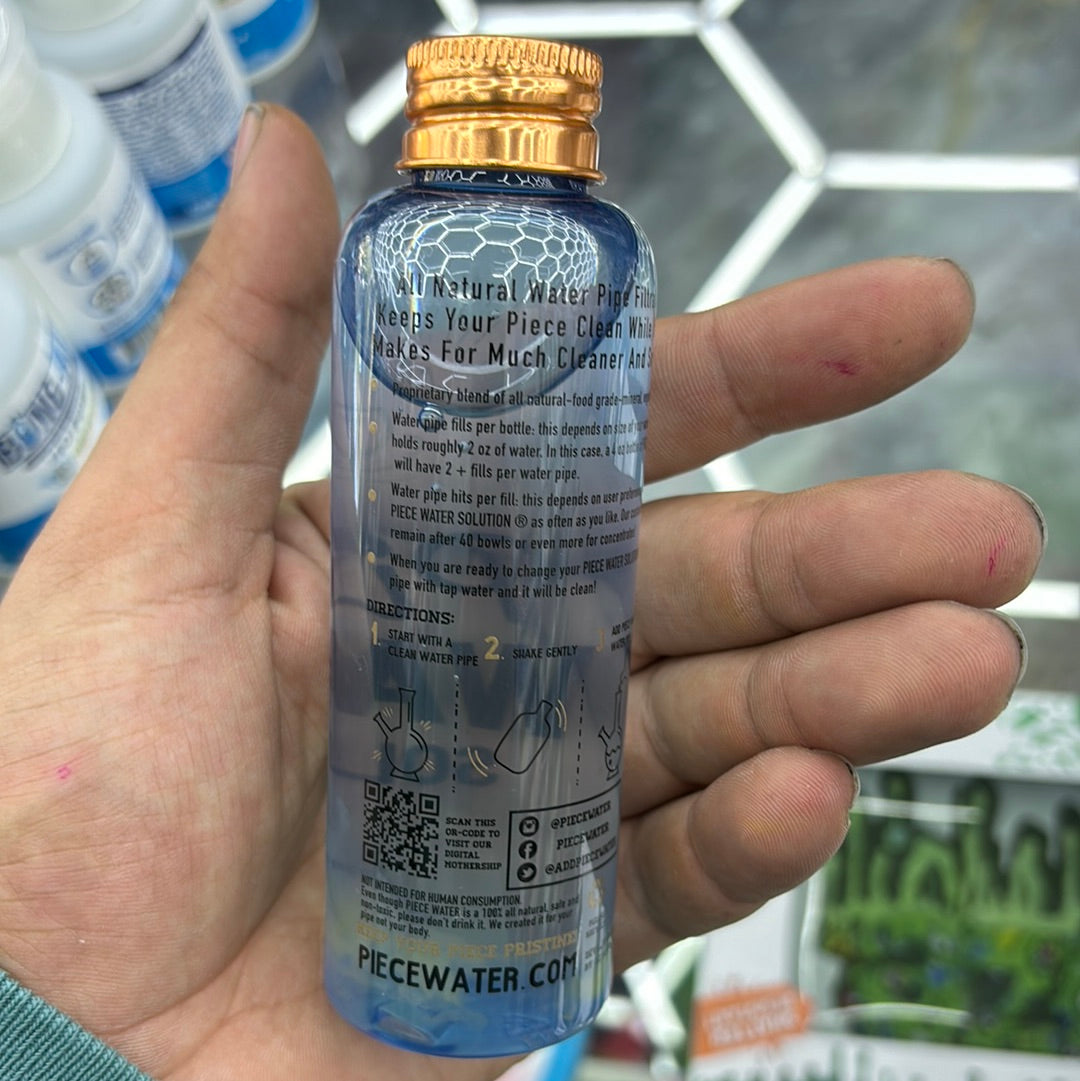 All Natural Water Pipe
Keeps Your Piece Clean While
Makes For Much Cleaner And
Proprietary blend of all natural-food grade-mineral,
Water pipe fills per bottle: this depends on size of
holds roughly 2 oz of water. In this case, a 4 oz
will have 2 + fills per water pipe.
Water pipe hits per fill: this depends on user
PIECE WATER SOLUTION ® as often as you like. Our
remain after 40 bowls or even more for concentrated
When you are ready to change your PIECE WATER
pipe with tap water and it will be clean!
DIRECTIONS:
1. START WITH A
CLEAN WATER PIPE
2. SHAKE GENTLY
3
SCAN THIS
QR-CODE TO
VISIT OUR
DIGITAL
MOTHERSHIP
@PIECEWATER
PIECEWATER
NOT INTENDED FOR HUMAN CONSUMPTION.
Even though PIECE WATER is a 100% all natural, safe and
non-toxic, please don't drink it. We created it for your
pipe not your body.
KEEP YOUR PIECE PRISTINE!
PIECEWATER.COM